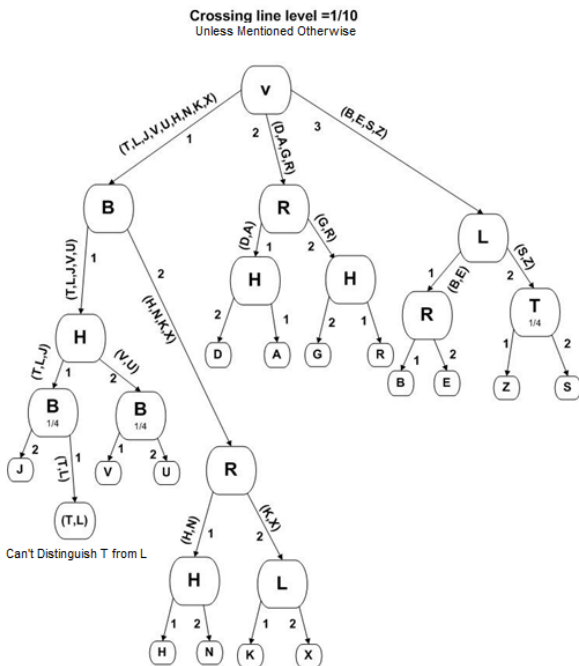 Crossing line level =1/10
Unless Mentioned Otherwise
V
(T,L,J,V,U,H,N,K,X)
1
2
(D,A,G,R)
3
(B,E,S,Z)
B
R
L
(T,L,J,V,U)
1
2
(H,N,K,X)
(D,A)
1
2
(G,R)
1
(B,E)
2
(S,Z)
H
H
H
R
T
1/4
2
1
2
1
1
2
1
2
D
A
G
R
B
E
Z
S
(T,L,J)
1
2
(V,U)
B
1/4
B
1/4
2
1
(T,L)
1
2
J
V
U
(T,L)
Can't Distinguish T from L
R
(H,N)
1
2
(K,X)
H
L
1
2
1
2
H
N
K
X